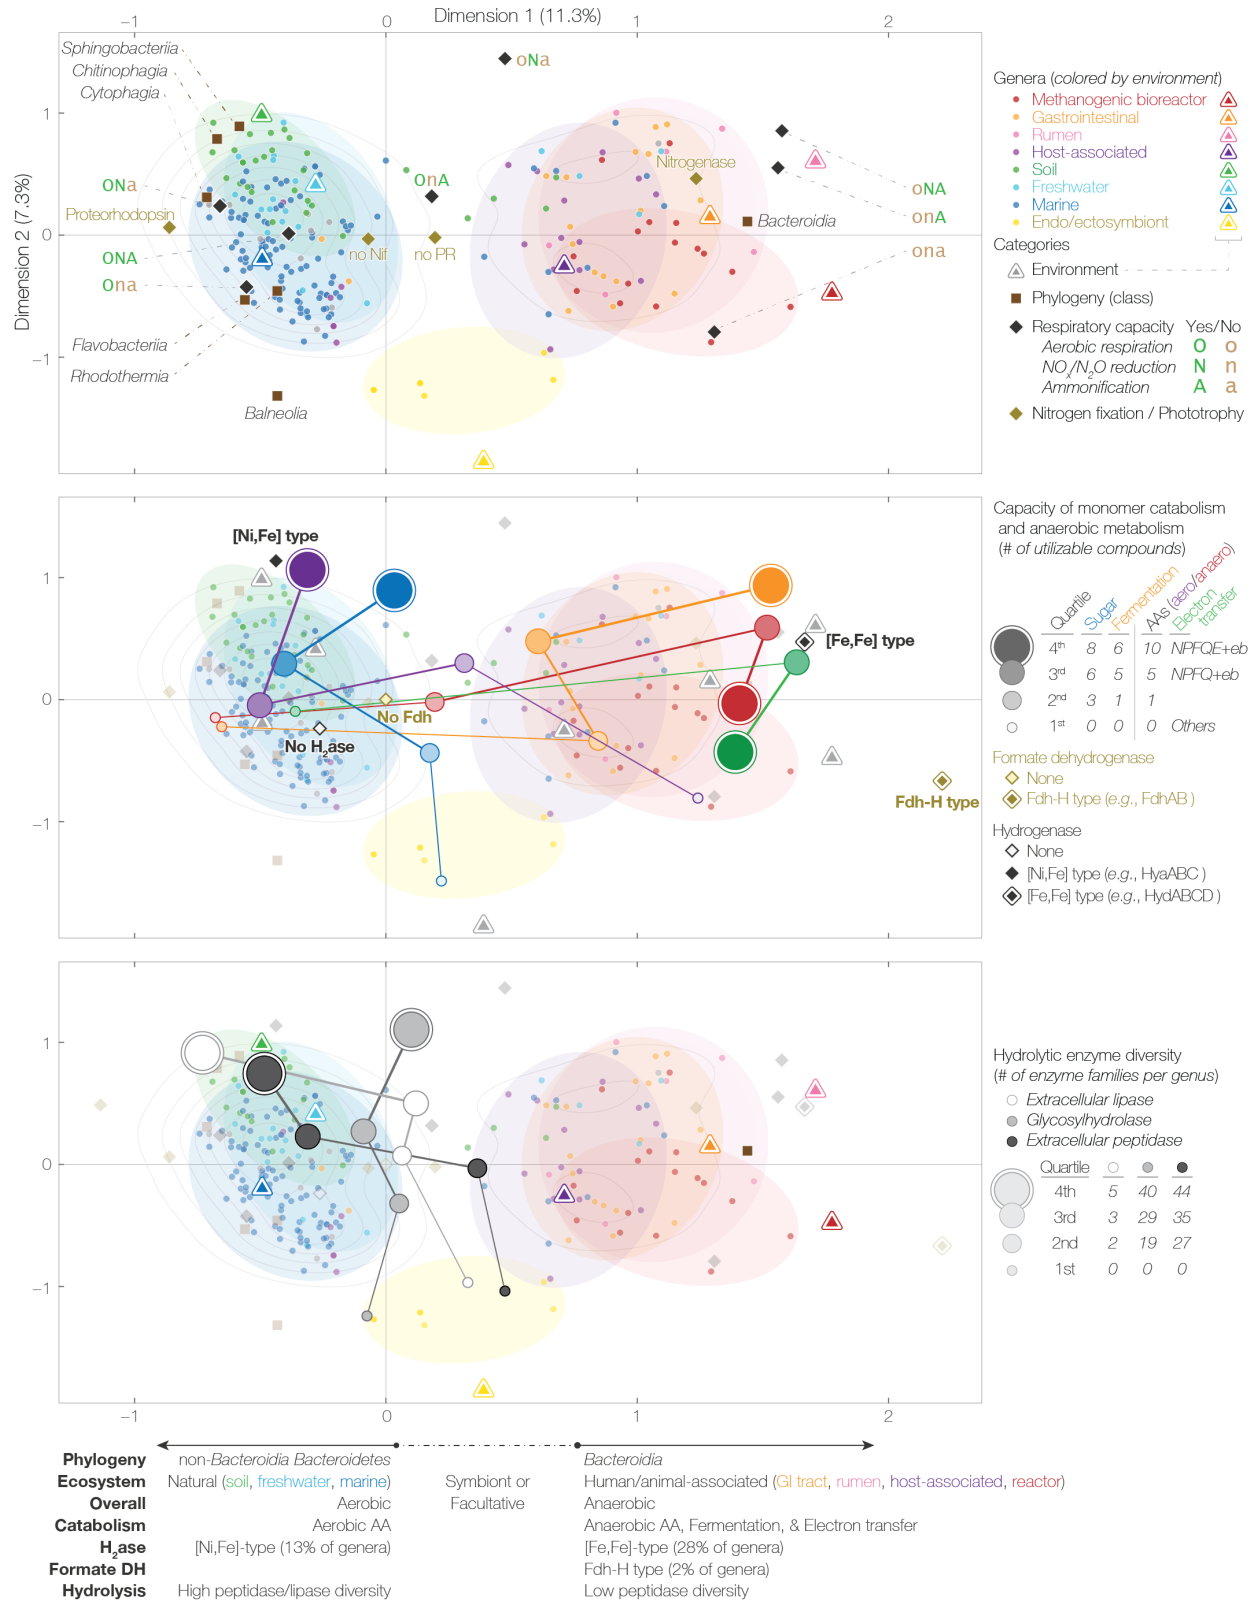 Dimension 1 (11.3%)
−1 0 1 2
Dimension 2 (7.3%)
1
0
−1
Sphingobacteriia
Chitinophagia
Cytophagia
ONa
Proteorhodopsin
ONA
Ona
Flavobacteriia
Rhodothermia
Balneolia
oNa
OnA
no Nif
no PR
Nitrogenase
Bacteroidia
oNA
onA
ona
Genera (colored by environment)
Methanogenic bioreactor
Gastrointestinal
Rumen
Host-associated
Soil
Freshwater
Marine
Endo/ectosymbiont
Categories
Environment
Phylogeny (class)
Respiratory capacity Yes/No
Aerobic respiration O o
NOx/N2O reduction N n
Ammonification A a
Nitrogen fixation / Phototrophy
1
0
−1
[Ni,Fe] type
[Fe,Fe] type
No Fdh
No H2ase
Fdh-H type
Capacity of monomer catabolism
and anaerobic metabolism
(# of utilizable compounds)
Quartile Sugar Fermentation AAs (aero/anaero) Electron transfer
4th 8 6 10 NPFQE+eb
3rd 6 5 5 NPFQ+eb
2nd 3 1 1
1st 0 0 0 Others
Formate dehydrogenase
None
Fdh-H type (e.g., FdhAB )
Hydrogenase
None
[Ni,Fe] type (e.g., HyaABC )
[Fe,Fe] type (e.g., HydABCD )
1
0
−1
−1 0 1 2
Hydrolytic enzyme diversity
(# of enzyme families per genus)
Extracellular lipase
Glycosylhydrolase
Extracellular peptidase
Quartile
4th 5 40 44
3rd 3 29 35
2nd 2 19 27
1st 0 0 0
Phylogeny non-Bacteroidia Bacteroidetes Bacteroidia
Ecosystem Natural (soil, freshwater, marine) Symbiont or Human/animal-associated (GI tract, rumen, host-associated, reactor)
Overall Aerobic Facultative Anaerobic
Catabolism Aerobic AA Anaerobic AA, Fermentation, & Electron transfer
H2ase [Ni,Fe]-type (13% of genera) [Fe,Fe]-type (28% of genera)
Formate DH Fdh-H type (2% of genera)
Hydrolysis High peptidase/lipase diversity Low peptidase diversity